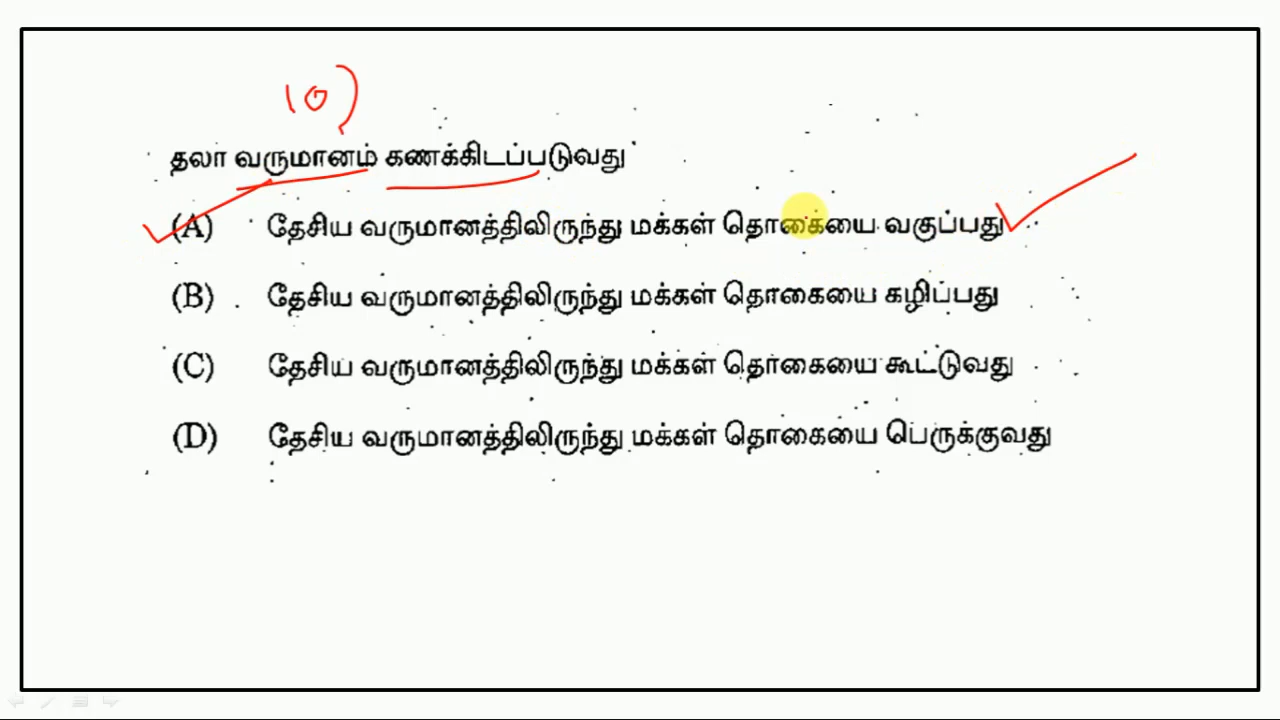 10)
தலா வருமானம் கணக்கிடப்படுவது
(A) தேசிய வருமானத்திலிருந்து மக்கள் தொகையை வகுப்பது
(B) தேசிய வருமானத்திலிருந்து மக்கள் தொகையை கழிப்பது
(C) தேசிய வருமானத்திலிருந்து மக்கள் தொகையை கூட்டுவது
(D) தேசிய வருமானத்திலிருந்து மக்கள் தொகையை பெருக்குவது